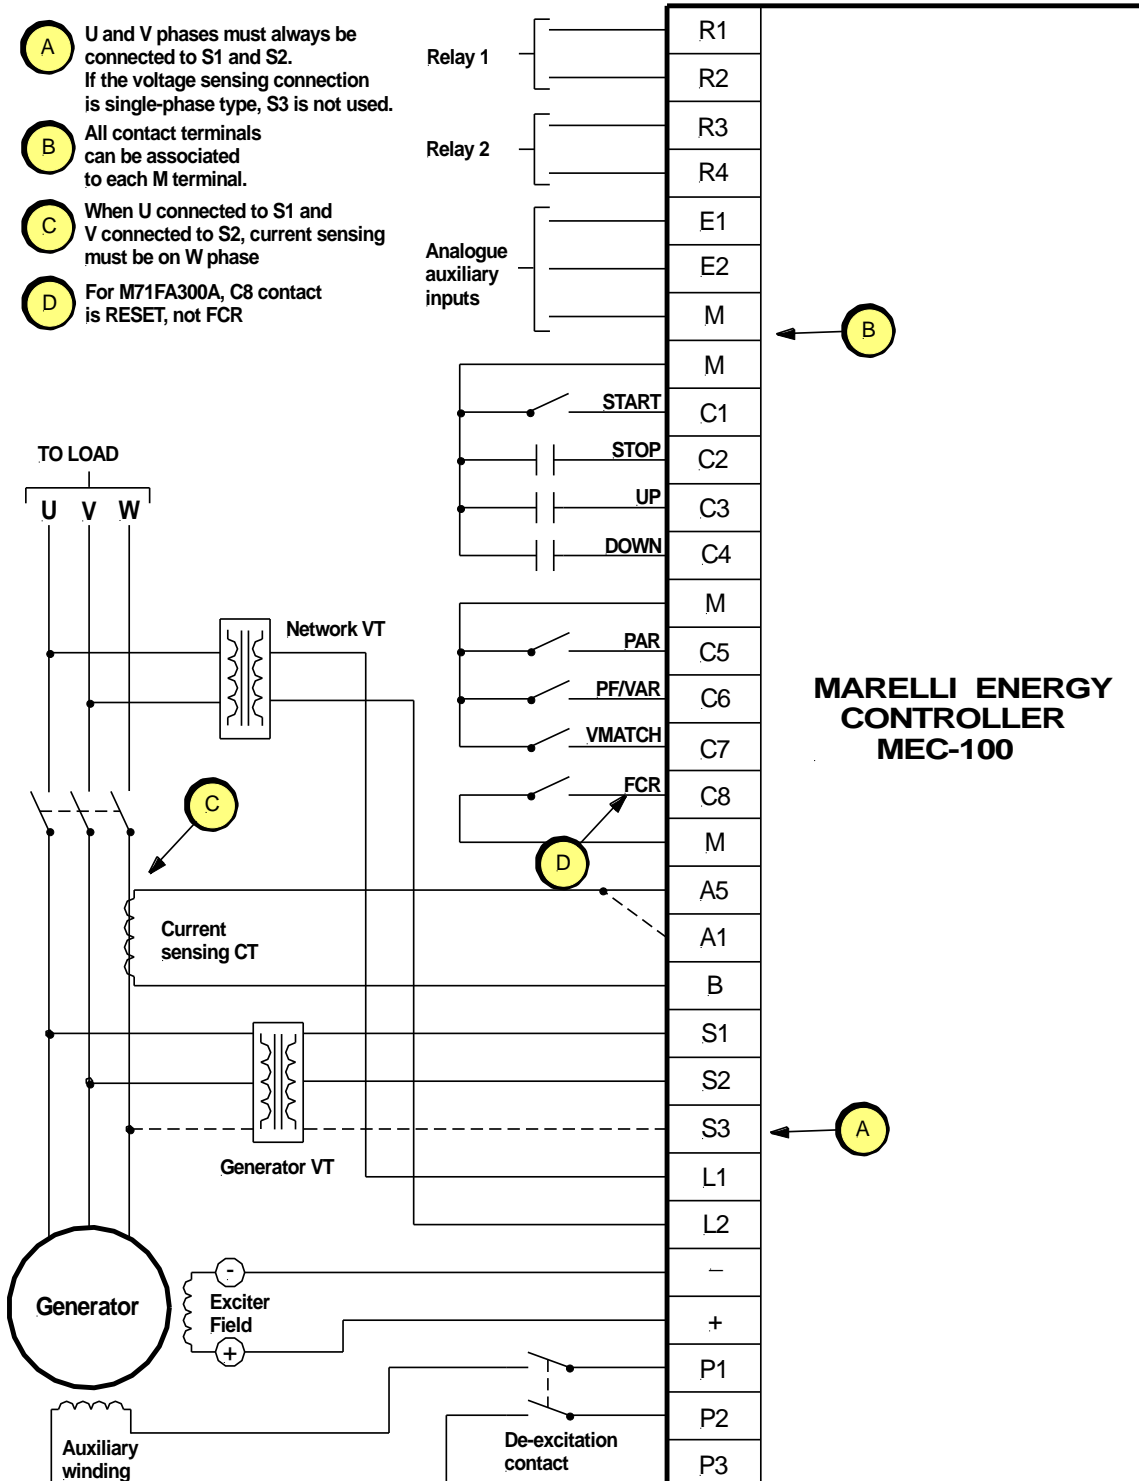 A
U and V phases must always be
connected to S1 and S2.
If the voltage sensing connection
is single-phase type, S3 is not used.
B
All contact terminals
can be associated
to each M terminal.
C
When U connected to S1 and
V connected to S2, current sensing
must be on W phase
D
For M71FA300A, C8 contact
is RESET, not FCR
Relay 1
R1
R2
Relay 2
R3
R4
Analogue
auxiliary
inputs
E1
E2
M
B
M
START
C1
STOP
C2
UP
C3
DOWN
C4
M
PAR
C5
PF/VAR
C6
VMATCH
C7
FCR
C8
D
M
A5
A1
B
S1
S2
S3
A
L1
L2
–
+
P1
P2
P3
MARELLI ENERGY
CONTROLLER
MEC-100
TO LOAD
U V W
Network VT
C
Current
sensing CT
Generator VT
Generator
-
Exciter
Field
+
Auxiliary
winding
De-excitation
contact